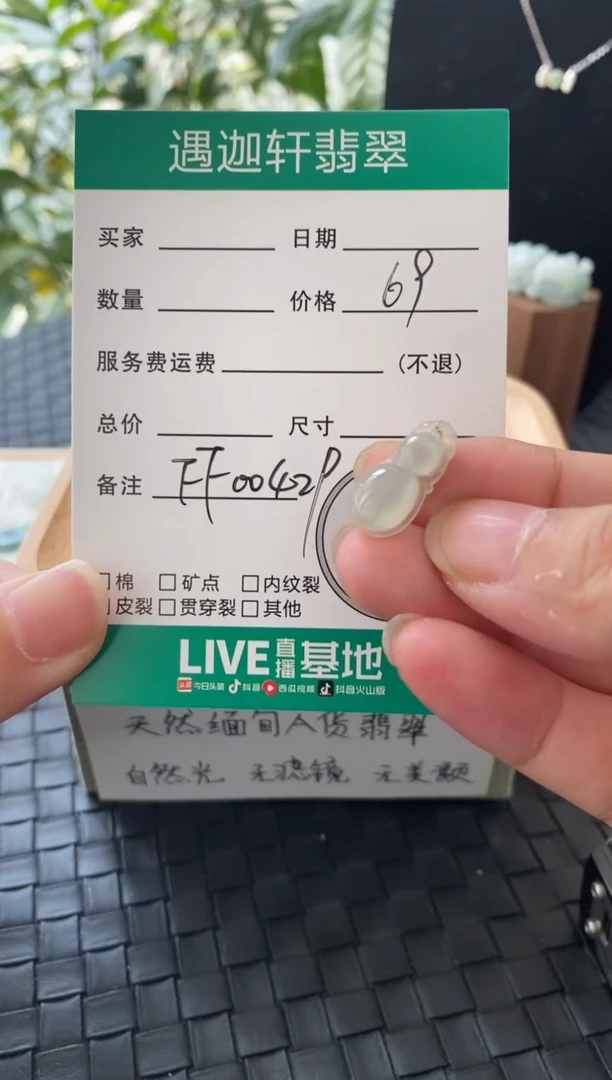 遇迦轩翡翠
买家 日期
数量 价格 69
服务费运费 (不退)
总价 尺寸
备注 FF00429
棉 □ 矿点 □ 内纹裂
皮裂 □ 贯穿裂 □ 其他
LIVE 直播 基地
头条 今日头条 抖音 西瓜视频 抖音火山版
天然缅甸A货翡翠
自然光 无滤镜 无美颜